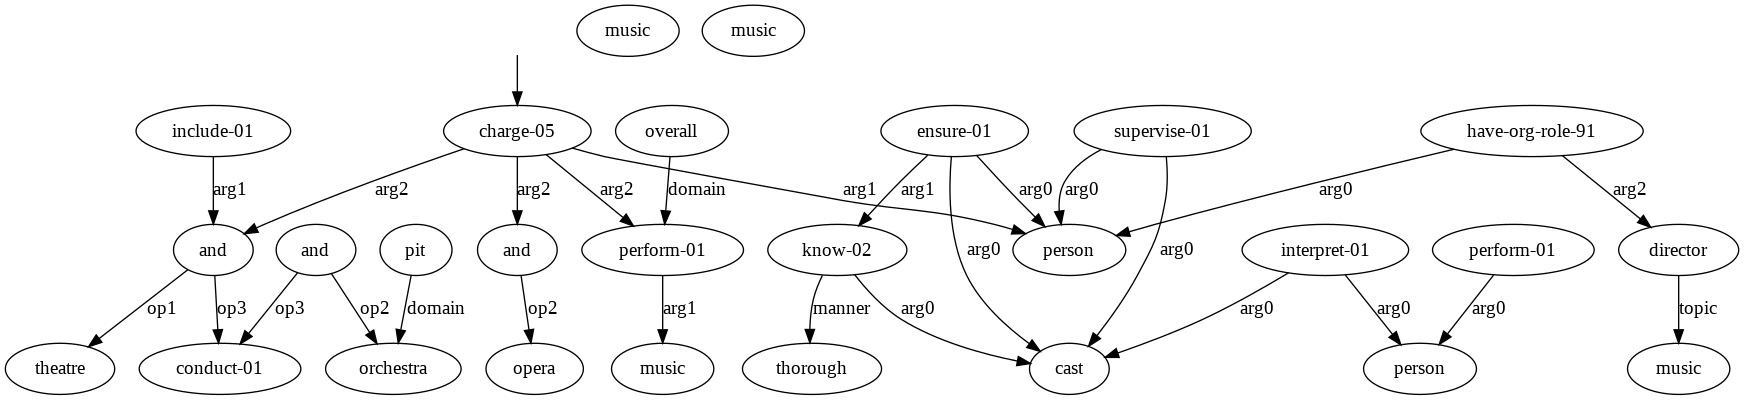 music music
include-01 charge-05 overall ensure-01 supervise-01 have-org-role-91
arg1 arg2 arg2 arg2 domain arg1 arg1 arg0 arg0 arg0 arg2
and and pit and perform-01 know-02 person interpret-01 perform-01 director
arg0 arg0
op1 op3 op3 op2 domain op2 arg1 manner arg0 arg0 arg0 arg0 topic
theatre conduct-01 orchestra opera music thorough cast person music